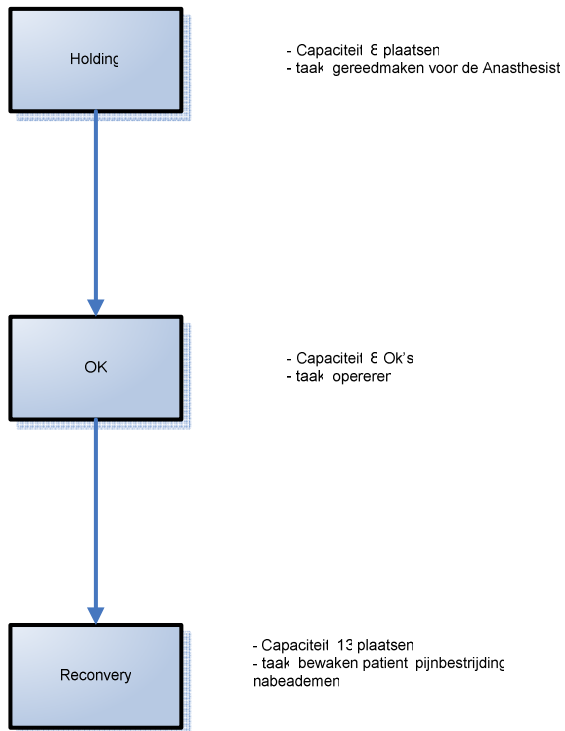 Holding
- Capaciteit 8 plaatsen
- taak gereedmaken voor de Anasthesist
OK
- Capaciteit 8 Ok's
- taak opereren
Reconvery
- Capaciteit 13 plaatsen
- taak bewaken patient pijnbestrijding
nabeademen